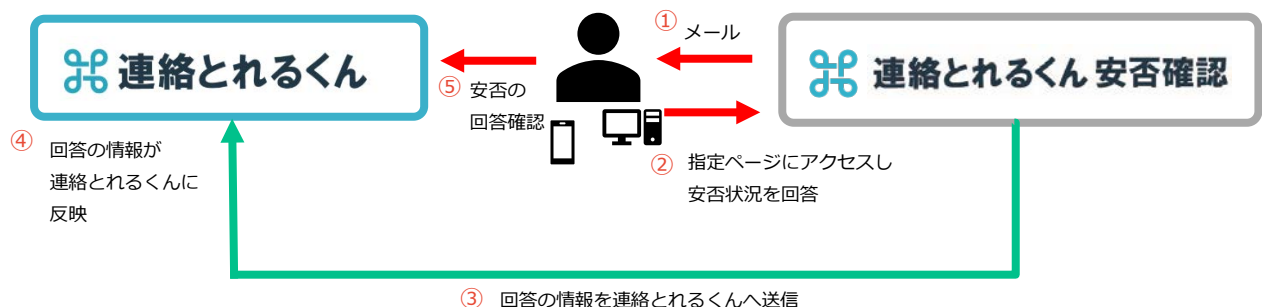 連絡とれるくん
連絡とれるくん 安否確認
① メール
② 指定ページにアクセスし
安否状況を回答
③ 回答の情報を連絡とれるくんへ送信
④ 回答の情報が
連絡とれるくんに
反映
⑤ 安否の
回答確認